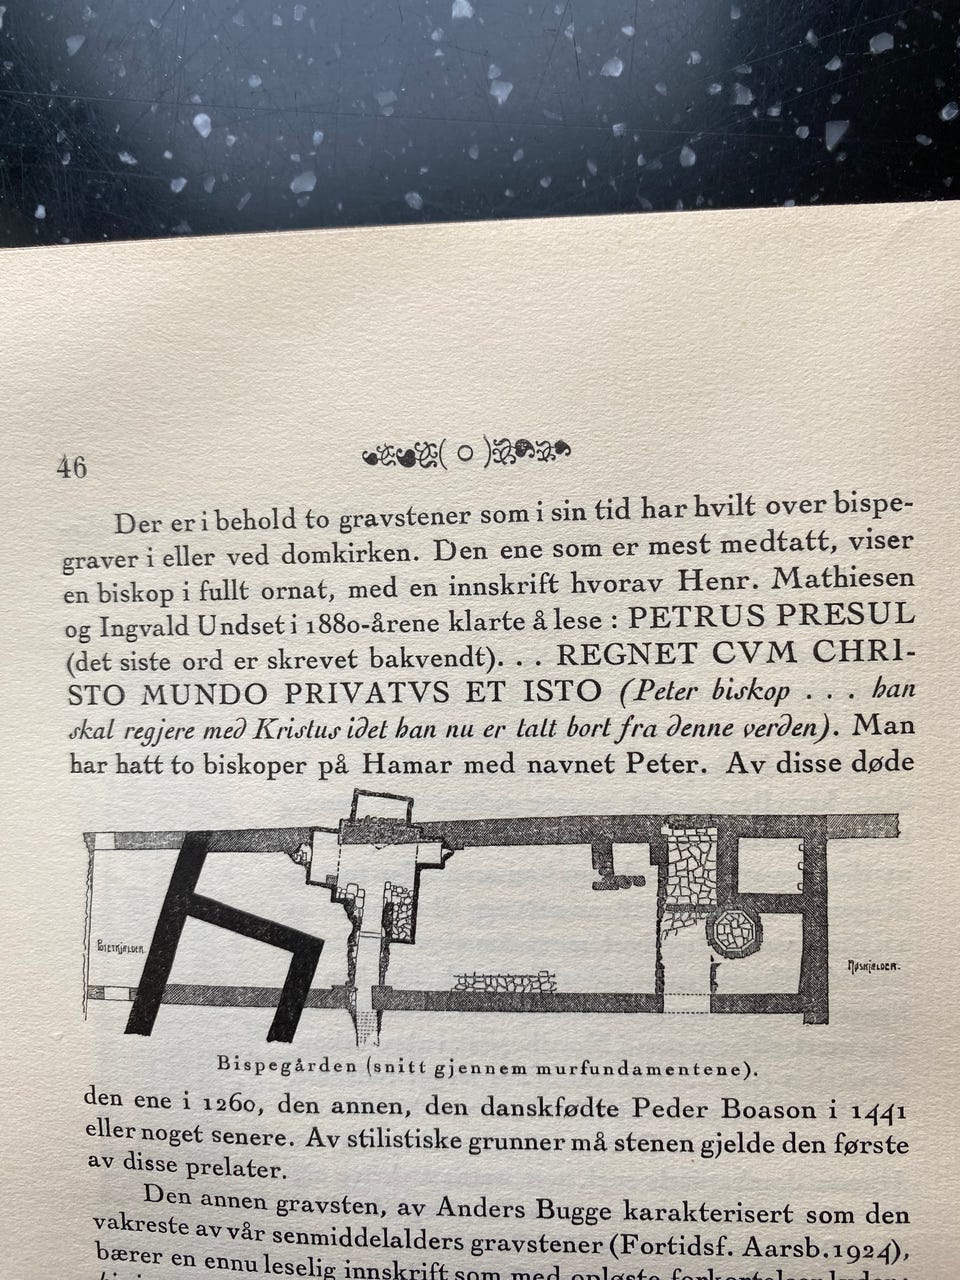 46
Der er i behold to gravstener som i sin tid har hvilt over bispe-
graver i eller ved domkirken. Den ene som er mest medtatt, viser
en biskop i fullt ornat, med en innskrift hvorav Henr. Mathiesen
og Ingvald Undset i 1880-årene klarte å lese : PETRUS PRESUL
(det siste ord er skrevet bakvendt). . . REGNET CVM CHRI-
STO MUNDO PRIVATVS ET ISTO (Peter biskop . . . han
skal regjere med Kristus idet han nu er talt bort fra denne verden). Man
har hatt to biskoper på Hamar med navnet Peter. Av disse døde
POTETKJELDER.
MØSKJELDER.
Bispegården (snitt gjennem murfundamentene).
den ene i 1260, den annen, den danskfødte Peder Boason i 1441
eller noget senere. Av stilistiske grunner må stenen gjelde den første
av disse prelater.
Den annen gravsten, av Anders Bugge karakterisert som den
vakreste av vår senmiddelalders gravstener (Fortidsf. Aarsb. 1924),
bærer en ennu leselig innskrift som med opløste